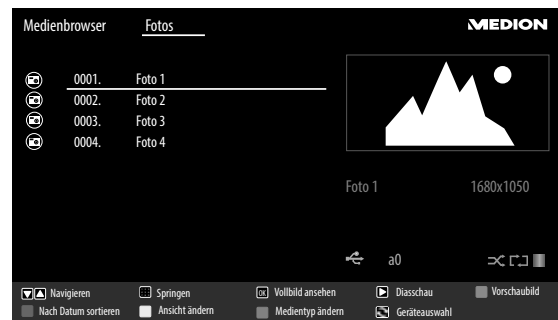 Medienbrowser Fotos MEDION
0001. Foto 1
0002. Foto 2
0003. Foto 3
0004. Foto 4
Foto 1 1680x1050
a0
Navigieren Springen OK Vollbild ansehen Diasschau Vorschaubild
Nach Datum sortieren Ansicht ändern Medientyp ändern Geräteauswahl